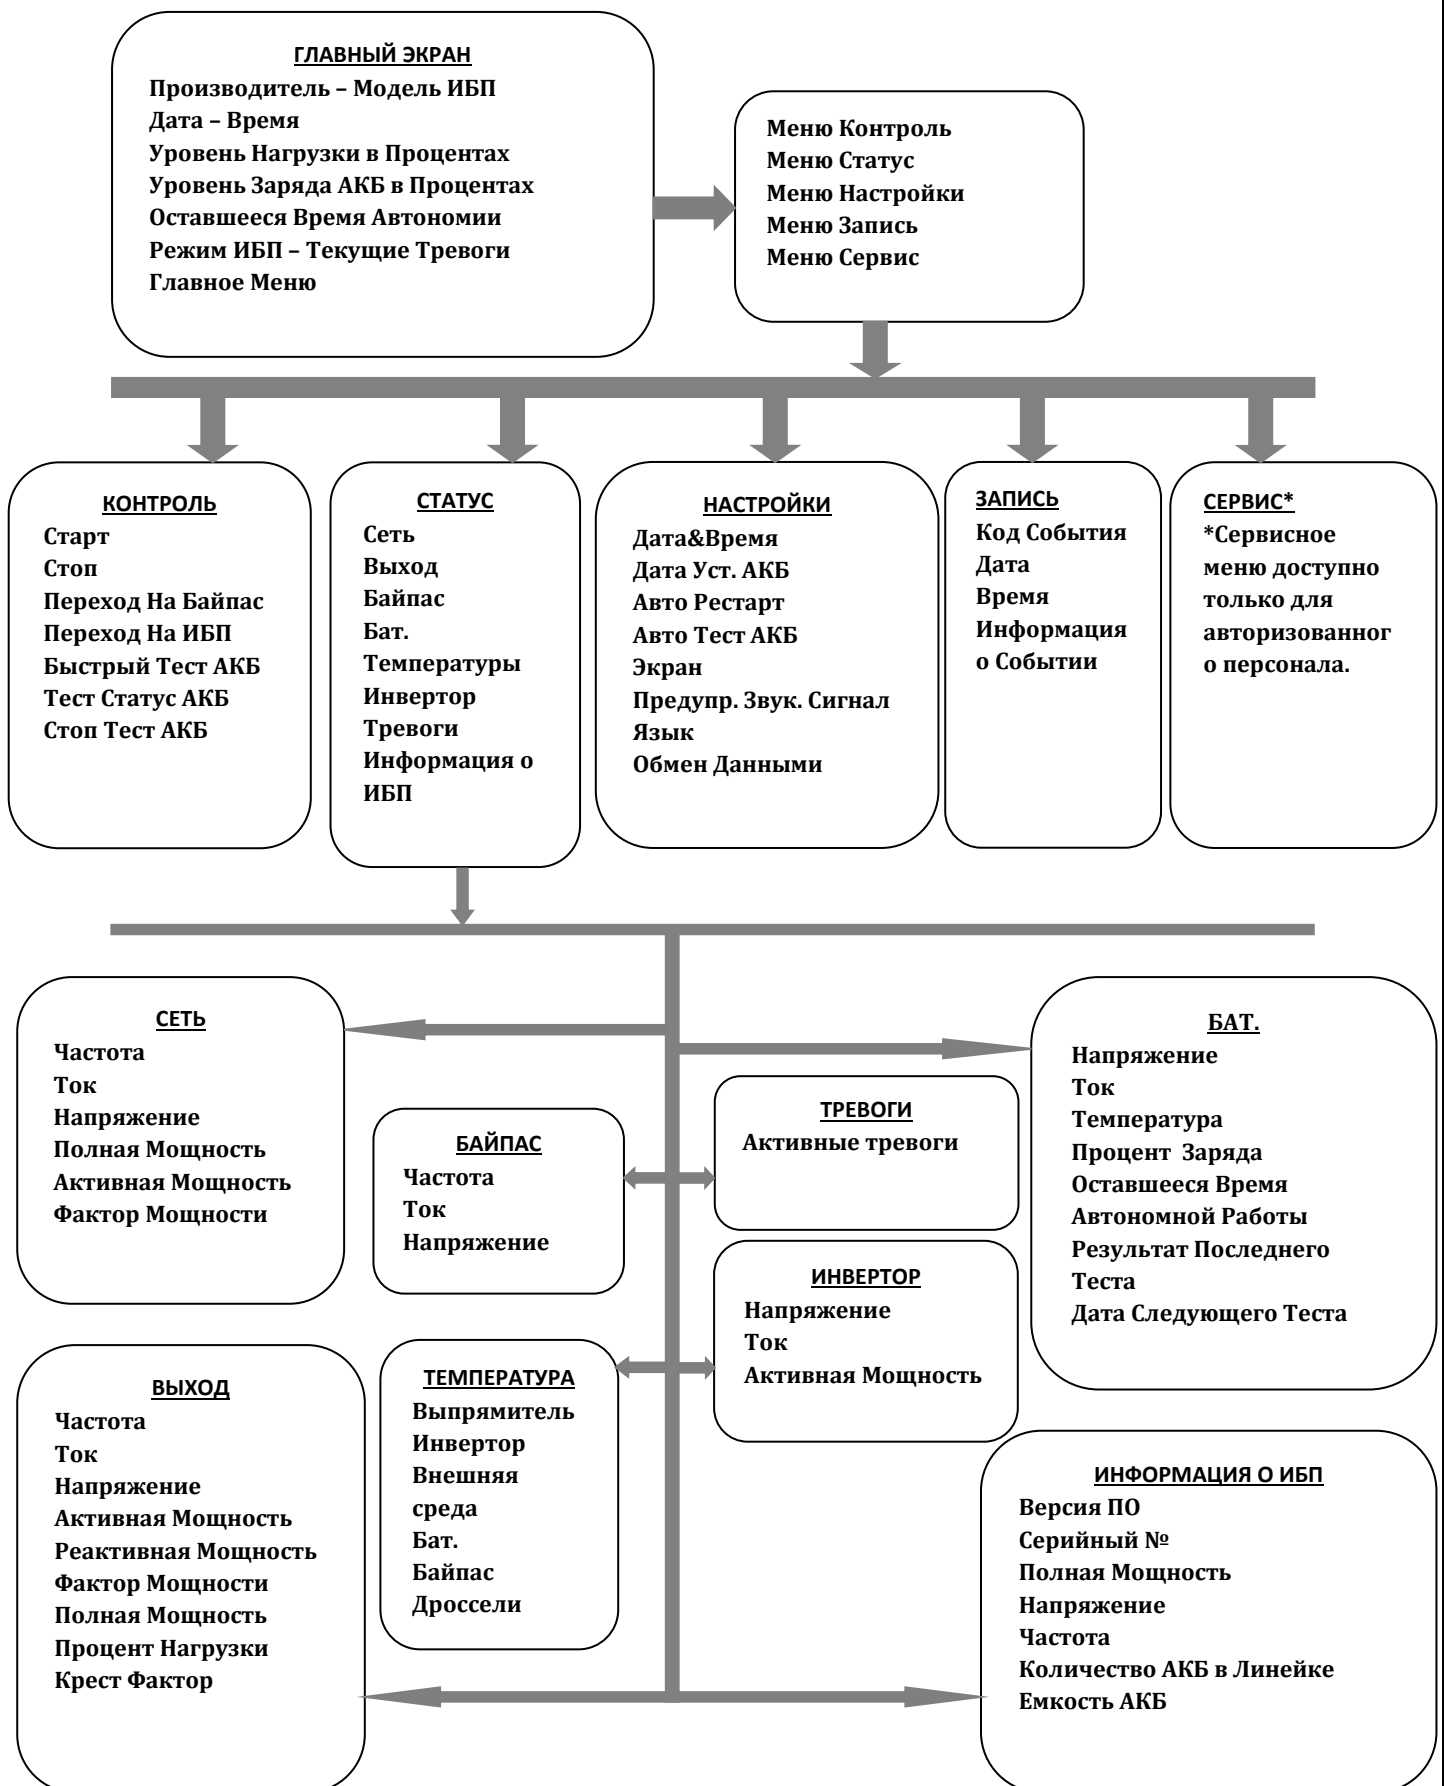 ГЛАВНЫЙ ЭКРАН
Производитель – Модель ИБП
Дата – Время
Уровень Нагрузки в Процентах
Уровень Заряда АКБ в Процентах
Оставшееся Время Автономии
Режим ИБП – Текущие Тревоги
Главное Меню
Меню Контроль
Меню Статус
Меню Настройки
Меню Запись
Меню Сервис
КОНТРОЛЬ
Старт
Стоп
Переход На Байпас
Переход На ИБП
Быстрый Тест АКБ
Тест Статус АКБ
Стоп Тест АКБ
СТАТУС
Сеть
Выход
Байпас
Бат.
Температуры
Инвертор
Тревоги
Информация о
ИБП
НАСТРОЙКИ
Дата&Время
Дата Уст. АКБ
Авто Рестарт
Авто Тест АКБ
Экран
Предупр. Звук. Сигнал
Язык
Обмен Данными
ЗАПИСЬ
Код События
Дата
Время
Информация
о Событии
СЕРВИС*
*Сервисное
меню доступно
только для
авторизованног
о персонала.
СЕТЬ
Частота
Ток
Напряжение
Полная Мощность
Активная Мощность
Фактор Мощности
БАЙПАС
Частота
Ток
Напряжение
ТРЕВОГИ
Активные тревоги
БАТ.
Напряжение
Ток
Температура
Процент Заряда
Оставшееся Время
Автономной Работы
Результат Последнего
Теста
Дата Следующего Теста
ИНВЕРТОР
Напряжение
Ток
Активная Мощность
ВЫХОД
Частота
Ток
Напряжение
Активная Мощность
Реактивная Мощность
Фактор Мощности
Полная Мощность
Процент Нагрузки
Крест Фактор
ТЕМПЕРАТУРА
Выпрямитель
Инвертор
Внешняя
среда
Бат.
Байпас
Дроссели
ИНФОРМАЦИЯ О ИБП
Версия ПО
Серийный №
Полная Мощность
Напряжение
Частота
Количество АКБ в Линейке
Емкость АКБ